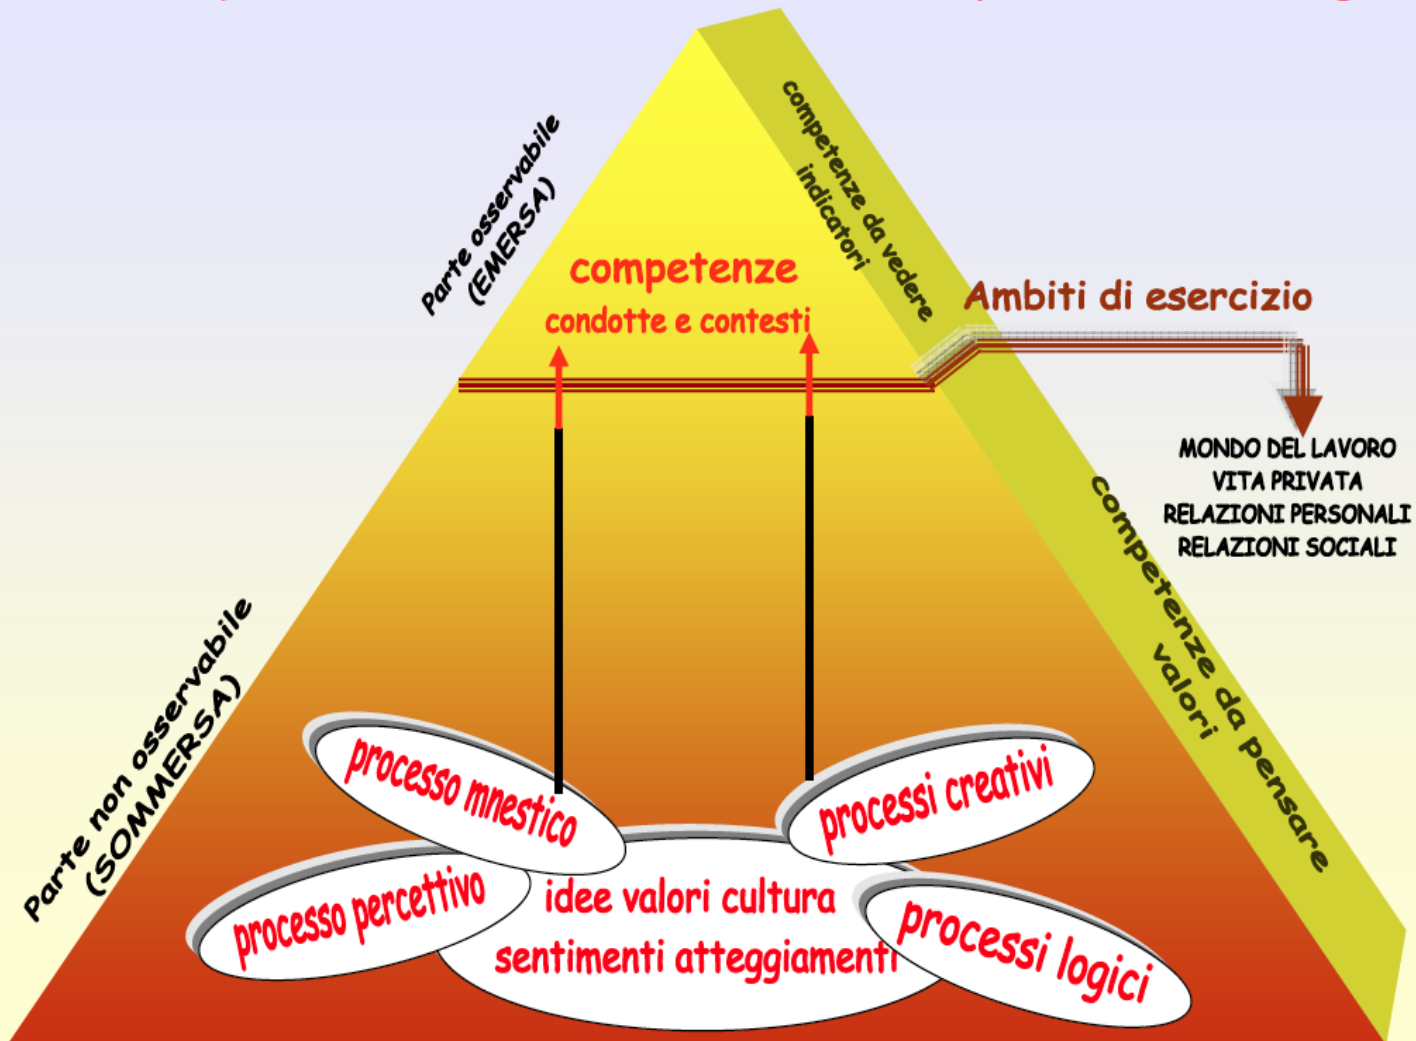 Parte osservabile
(EMERSA)
competenze da vedere
indicatori
competenze
condotte e contesti
Ambiti di esercizio
MONDO DEL LAVORO
VITA PRIVATA
RELAZIONI PERSONALI
RELAZIONI SOCIALI
Parte non osservabile
(SOMMERSA)
competenze da pensare
valori
processo mnestico
processi creativi
processo percettivo
idee valori cultura
sentimenti atteggiamenti
processi logici